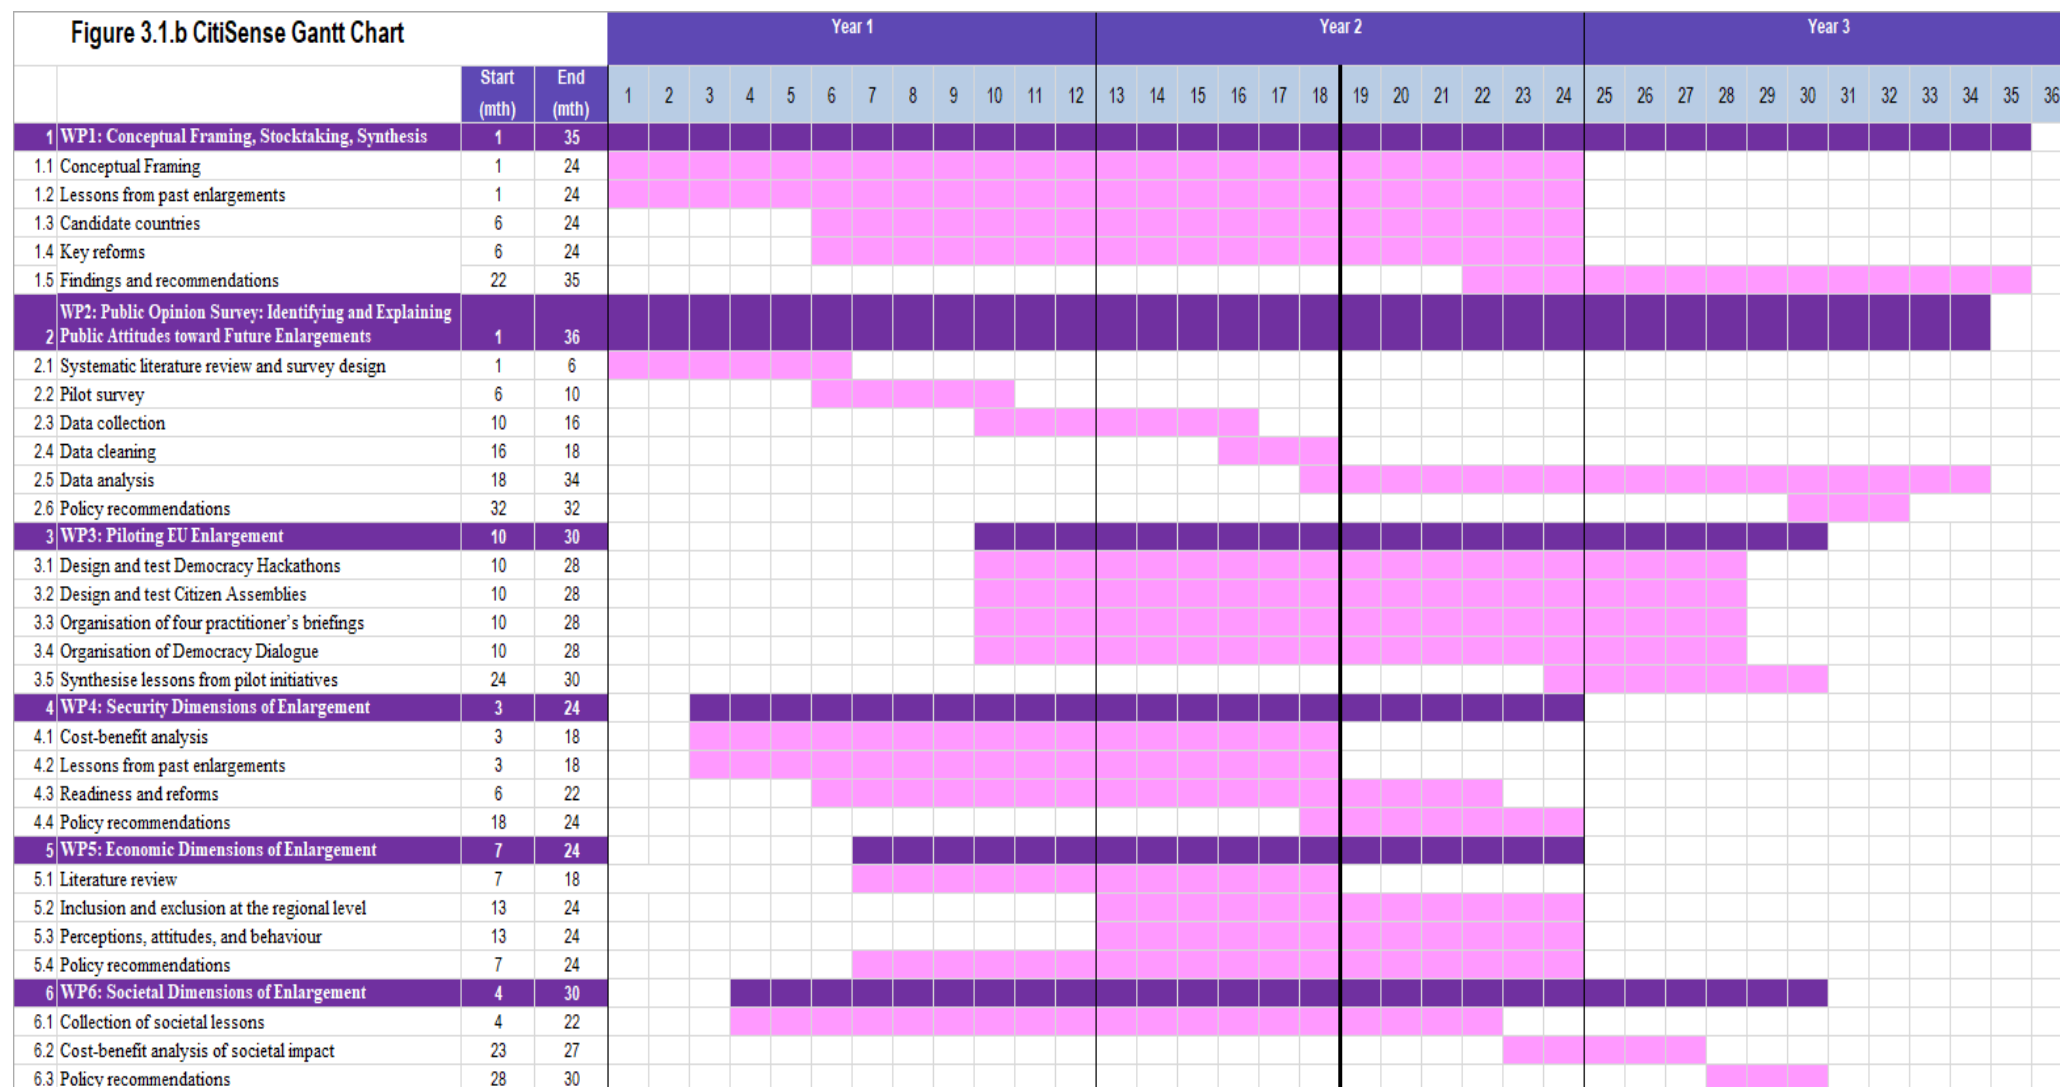 Figure 3.1.b CitiSense Gantt Chart Year 1 Year 2 Year 3
Start (mth) End (mth) 1 2 3 4 5 6 7 8 9 10 11 12 13 14 15 16 17 18 19 20 21 22 23 24 25 26 27 28 29 30 31 32 33 34 35 36
1 WP1: Conceptual Framing, Stocktaking, Synthesis 1 35
1.1 Conceptual Framing 1 24
1.2 Lessons from past enlargements 1 24
1.3 Candidate countries 6 24
1.4 Key reforms 6 24
1.5 Findings and recommendations 22 35
WP2: Public Opinion Survey: Identifying and Explaining
2 Public Attitudes toward Future Enlargements 1 36
2.1 Systematic literature review and survey design 1 6
2.2 Pilot survey 6 10
2.3 Data collection 10 16
2.4 Data cleaning 16 18
2.5 Data analysis 18 34
2.6 Policy recommendations 32 32
3 WP3: Piloting EU Enlargement 10 30
3.1 Design and test Democracy Hackathons 10 28
3.2 Design and test Citizen Assemblies 10 28
3.3 Organisation of four practitioner’s briefings 10 28
3.4 Organisation of Democracy Dialogue 10 28
3.5 Synthesise lessons from pilot initiatives 24 30
4 WP4: Security Dimensions of Enlargement 3 24
4.1 Cost-benefit analysis 3 18
4.2 Lessons from past enlargements 3 18
4.3 Readiness and reforms 6 22
4.4 Policy recommendations 18 24
5 WP5: Economic Dimensions of Enlargement 7 24
5.1 Literature review 7 18
5.2 Inclusion and exclusion at the regional level 13 24
5.3 Perceptions, attitudes, and behaviour 13 24
5.4 Policy recommendations 7 24
6 WP6: Societal Dimensions of Enlargement 4 30
6.1 Collection of societal lessons 4 22
6.2 Cost-benefit analysis of societal impact 23 27
6.3 Policy recommendations 28 30